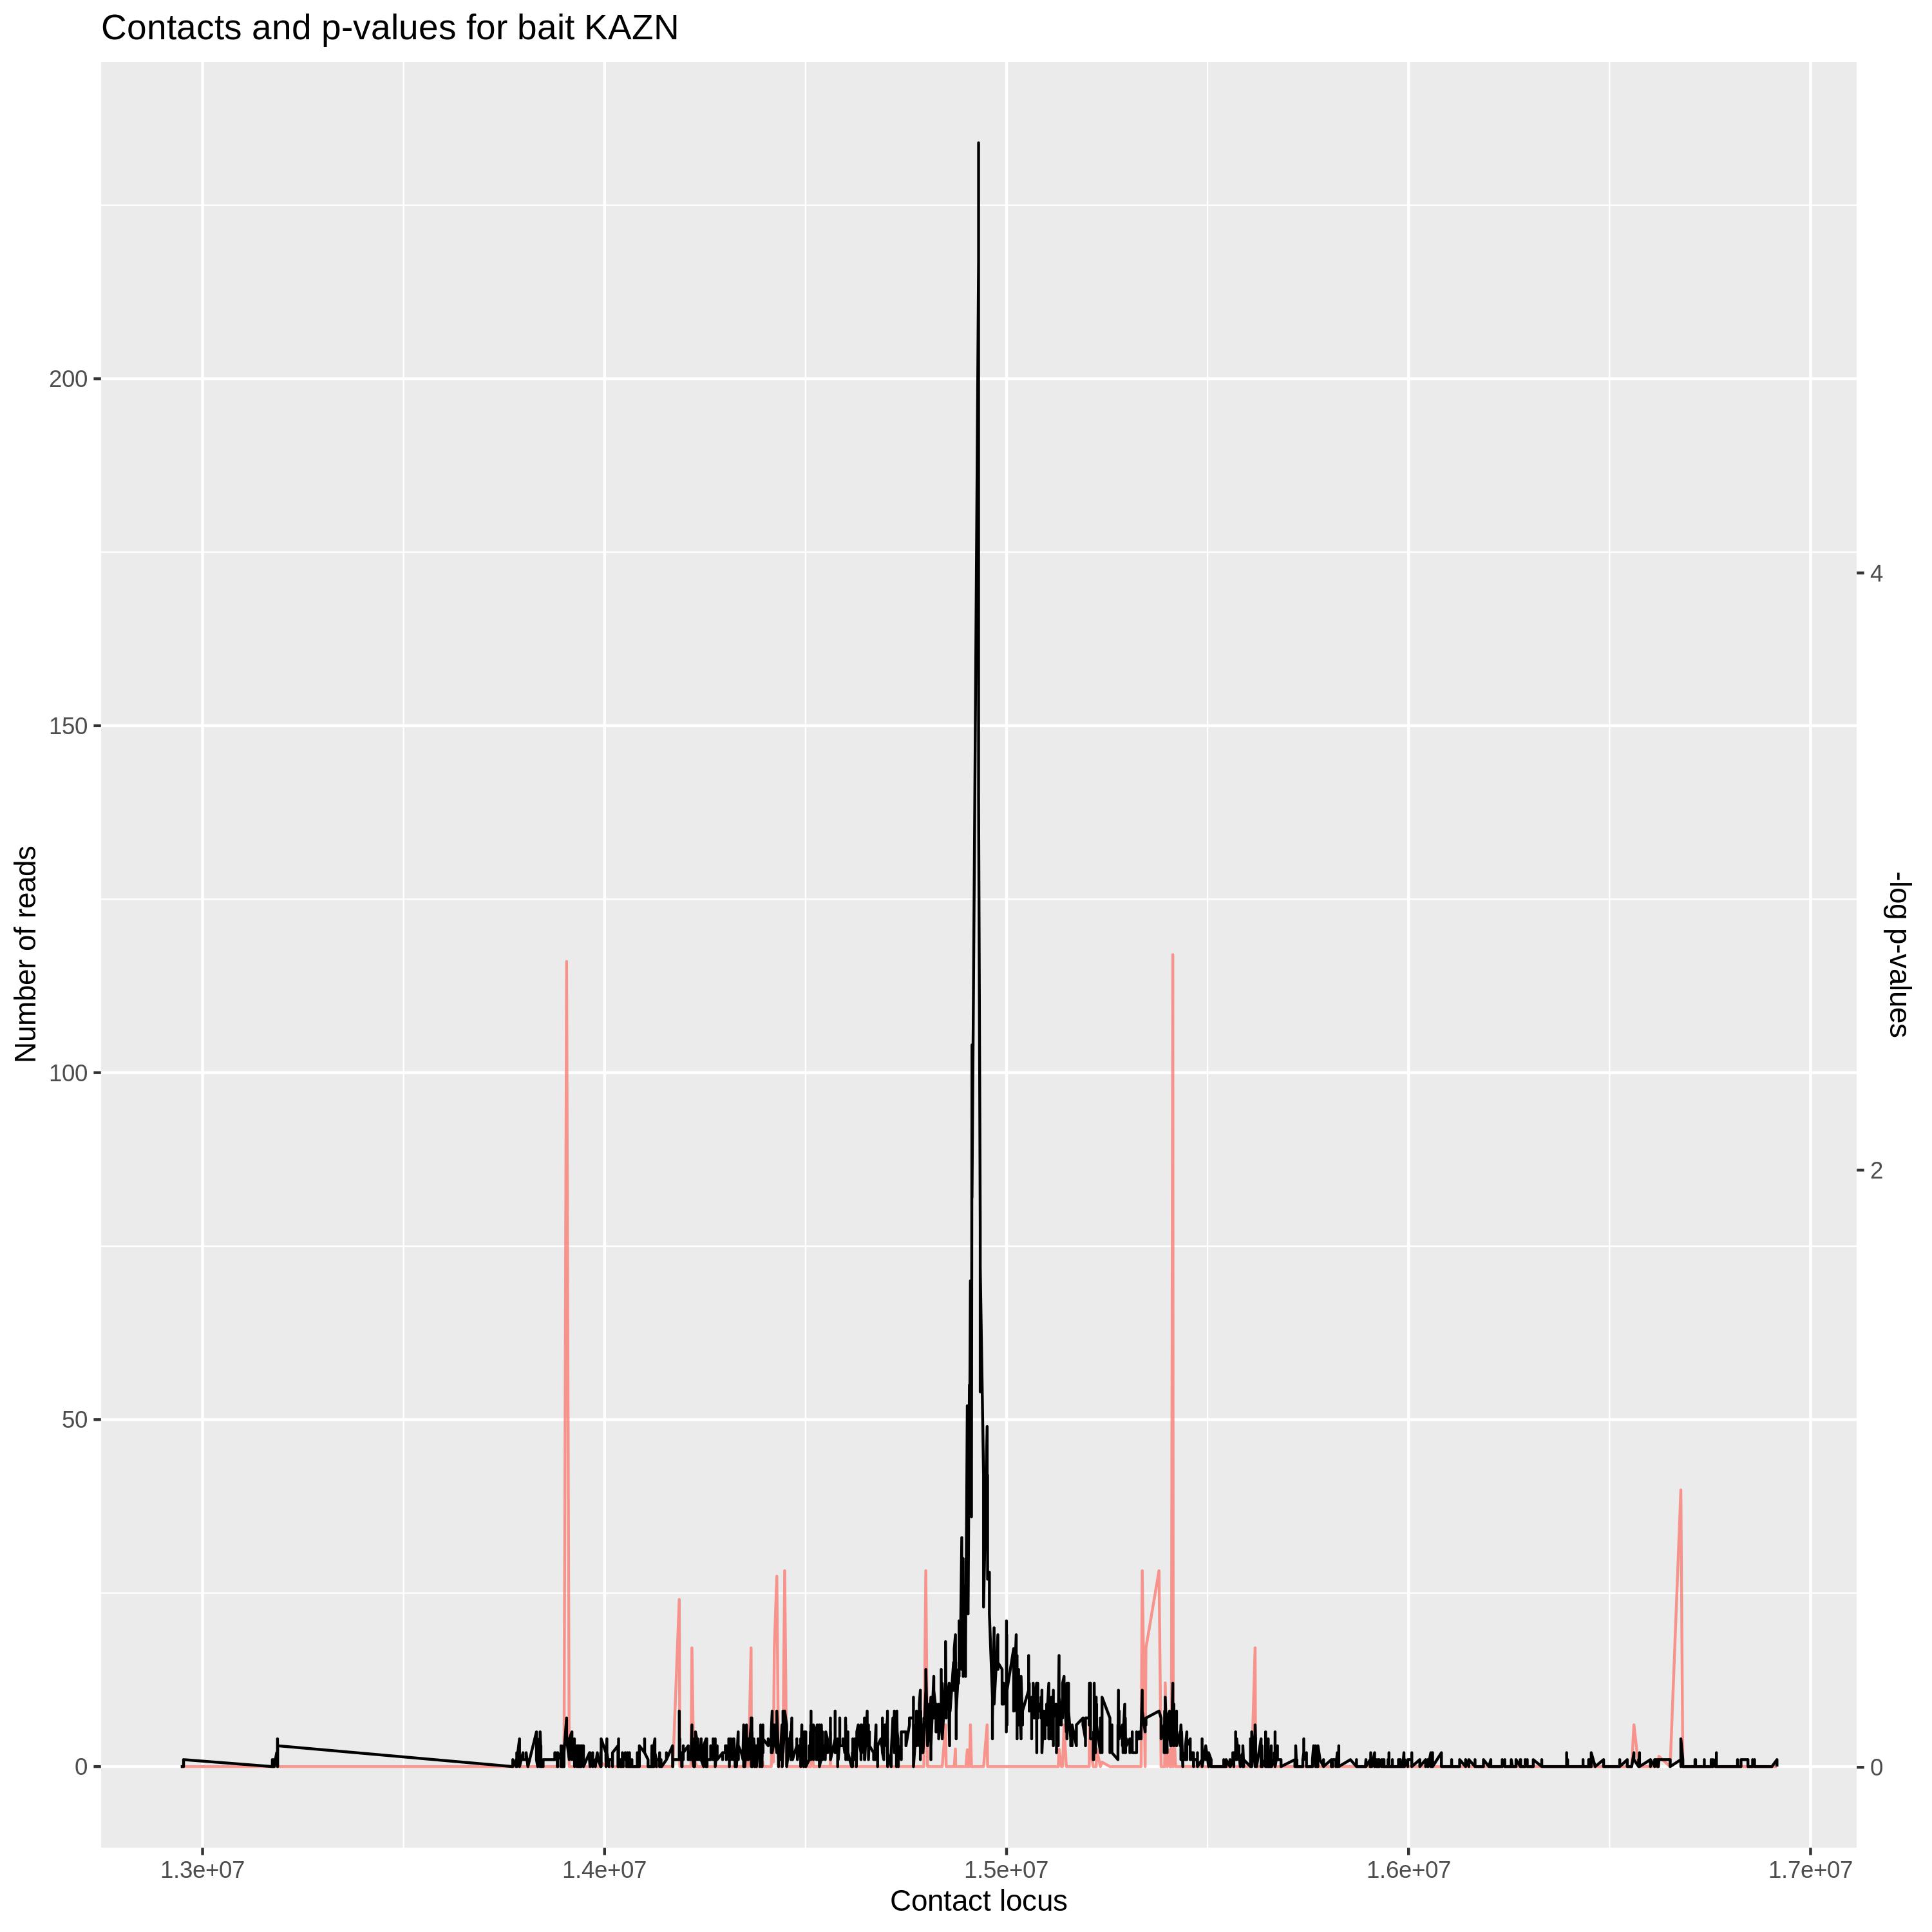 Contacts and p-values for bait KAZN
200
150
100
50
0
Number of reads
4
2
0
-log p-values
1.3e+07
1.4e+07
1.5e+07
1.6e+07
1.7e+07
Contact locus